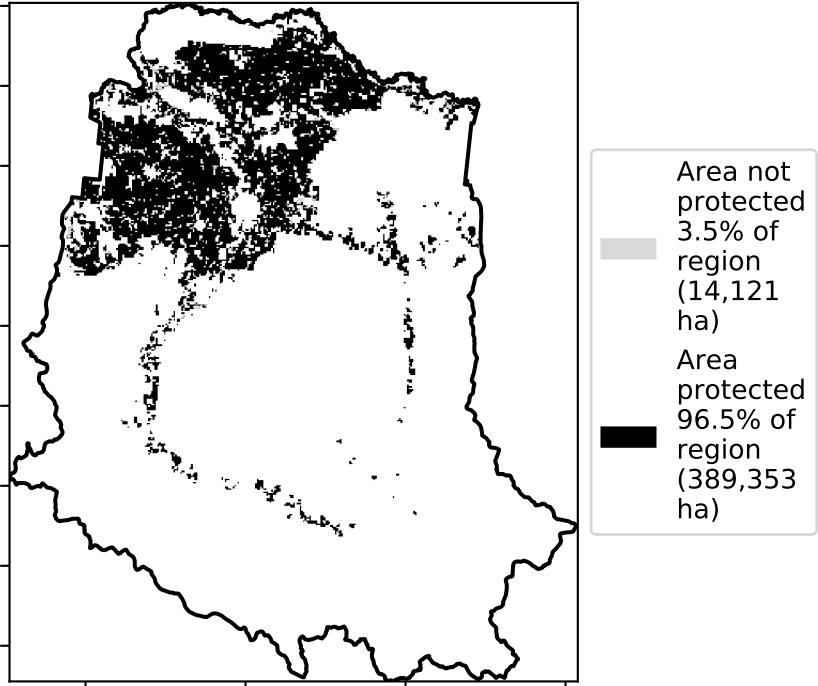 Area not
protected
3.5% of
region
(14,121
ha)
Area
protected
96.5% of
region
(389,353
ha)